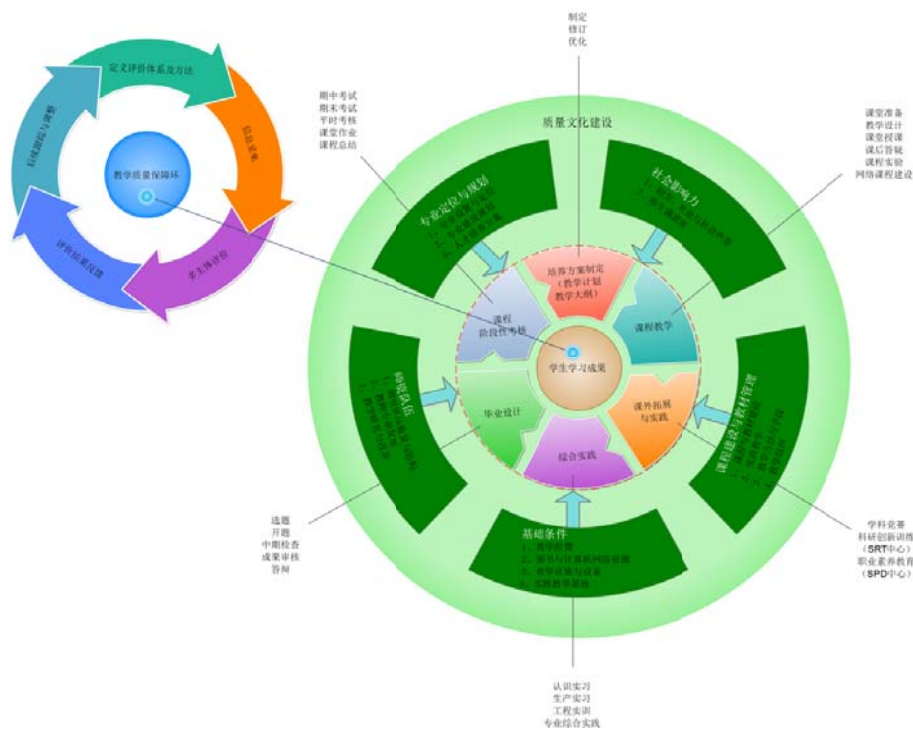 制定
修订
优化
定义评价体系及方法
信息采集
多主体评价
评价结果反馈
后续跟踪与调整
教学质量保障环
期中考试
期末考试
平时考核
课堂作业
课程总结
质量文化建设
课堂准备
教学设计
课堂授课
课后答疑
课程实验
网络课程建设
专业定位与规划
社会影响力
培养方案制定
（教学计划
教学大纲）
课程
阶段性考核
课程教学
学生学习成果
毕业设计
课外拓展
与实践
综合实践
师资队伍
课程建设与教材管理
基础条件
1、教学经费
2、图书与计算机网络资源
3、教学设施与设备
4、实践教学基地
选题
开题
中期检查
成果审核
答辩
学科竞赛
科研创新训练
（SRT中心）
职业素养教育
（SPD中心）
认识实习
生产实习
工程实训
专业综合实践